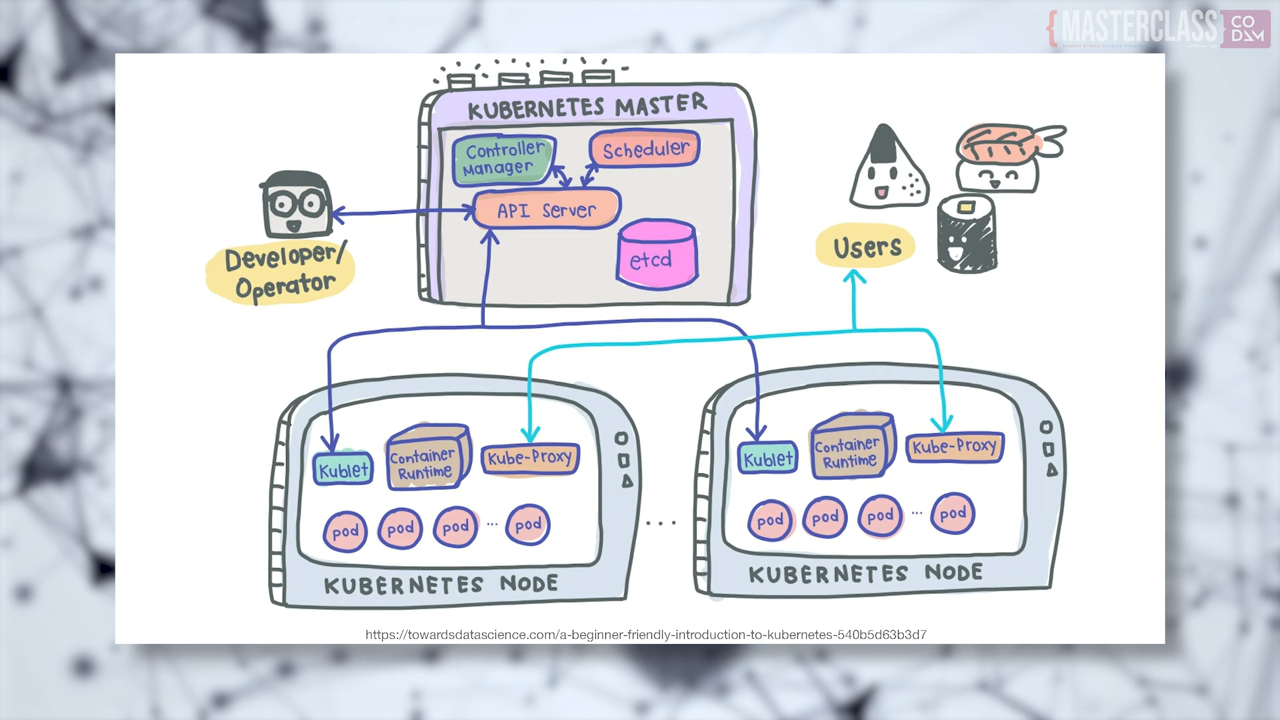 { MASTERCLASS
CO
DAM
KUBERNETES MASTER
Controller
Manager
Scheduler
API Server
etcd
Developer/
Operator
Users
Kublet
Container
Runtime
Kube-Proxy
pod pod pod ... pod
KUBERNETES NODE
...
Kublet
Container
Runtime
Kube-Proxy
pod pod pod ... pod
KUBERNETES NODE
https://towardsdatascience.com/a-beginner-friendly-introduction-to-kubernetes-540b5d63b3d7